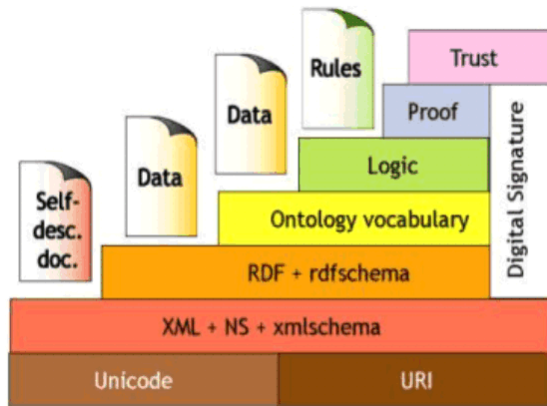 Rules
Trust
Data
Proof
Data
Logic
Self-
desc.
doc.
Ontology vocabulary
Digital Signature
RDF + rdfschema
XML + NS + xmlschema
Unicode
URI